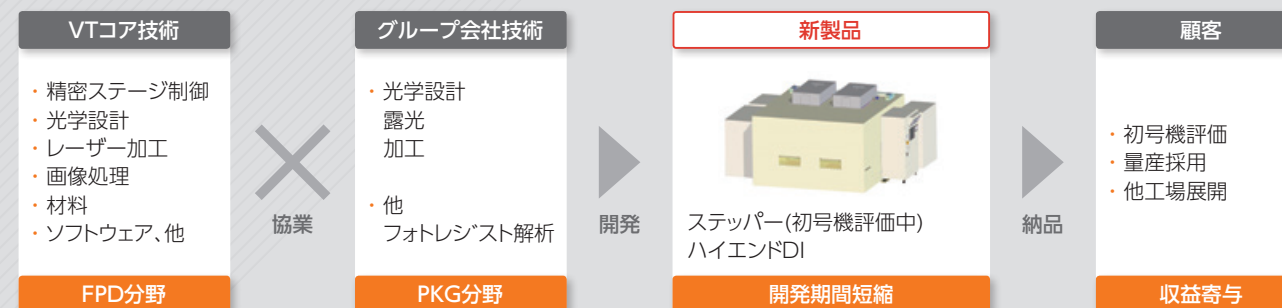 VTコア技術
・精密ステージ制御
・光学設計
・レーザー加工
・画像処理
・材料
・ソフトウェア、他
FPD分野
協業
グループ会社技術
・光学設計
露光
加工
・他
フォトレジスト解析
PKG分野
開発
新製品
ステッパー(初号機評価中)
ハイエンドDI
開発期間短縮
納品
顧客
・初号機評価
・量産採用
・他工場展開
収益寄与